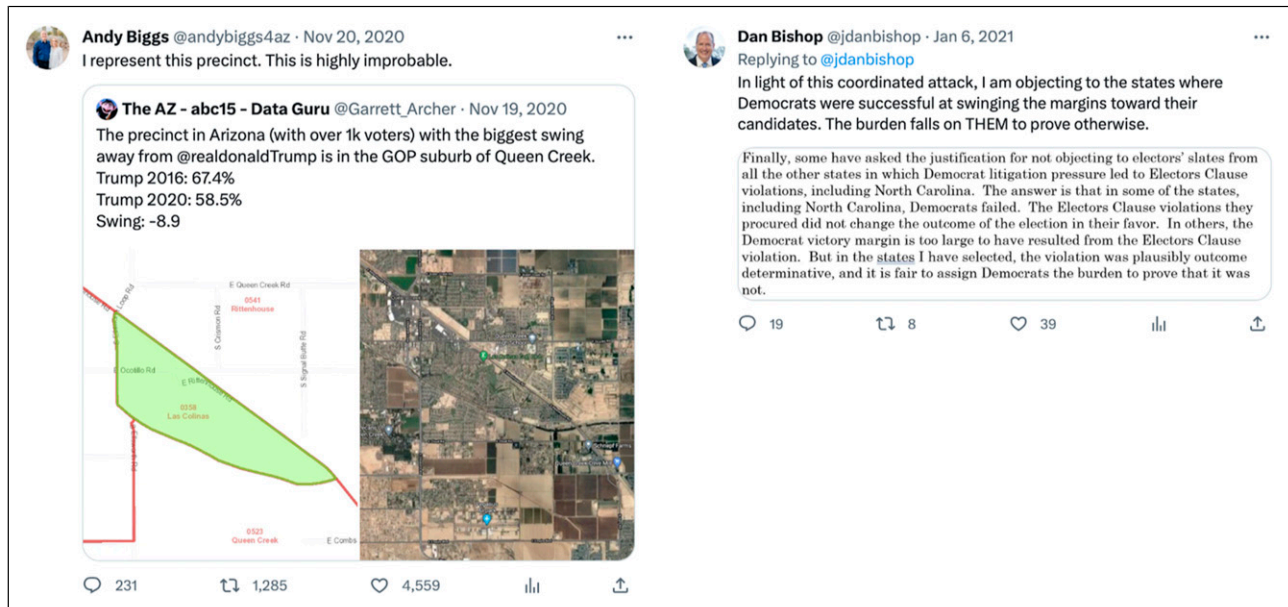 Andy Biggs @andybiggs4az · Nov 20, 2020
I represent this precinct. This is highly improbable.
The AZ - abc15 - Data Guru @Garrett_Archer · Nov 19, 2020
The precinct in Arizona (with over 1k voters) with the biggest swing
away from @realdonaldTrump is in the GOP suburb of Queen Creek.
Trump 2016: 67.4%
Trump 2020: 58.5%
Swing: -8.9
E Queen Creek Rd
0541
Rittenhouse
Loop Rd
S Crismon Rd
S Signal Butte Rd
E Ocotillo Rd
E Rittenhouse Rd
0358
Las Colinas
0523
Queen Creek
E Combs
231
1,285
4,559
Dan Bishop @jdanbishop · Jan 6, 2021
Replying to @jdanbishop
In light of this coordinated attack, I am objecting to the states where
Democrats were successful at swinging the margins toward their
candidates. The burden falls on THEM to prove otherwise.
Finally, some have asked the justification for not objecting to electors' slates from
all the other states in which Democrat litigation pressure led to Electors Clause
violations, including North Carolina. The answer is that in some of the states,
including North Carolina, Democrats failed. The Electors Clause violations they
procured did not change the outcome of the election in their favor. In others, the
Democrat victory margin is too large to have resulted from the Electors Clause
violation. But in the states I have selected, the violation was plausibly outcome
determinative, and it is fair to assign Democrats the burden to prove that it was
not.
19
8
39